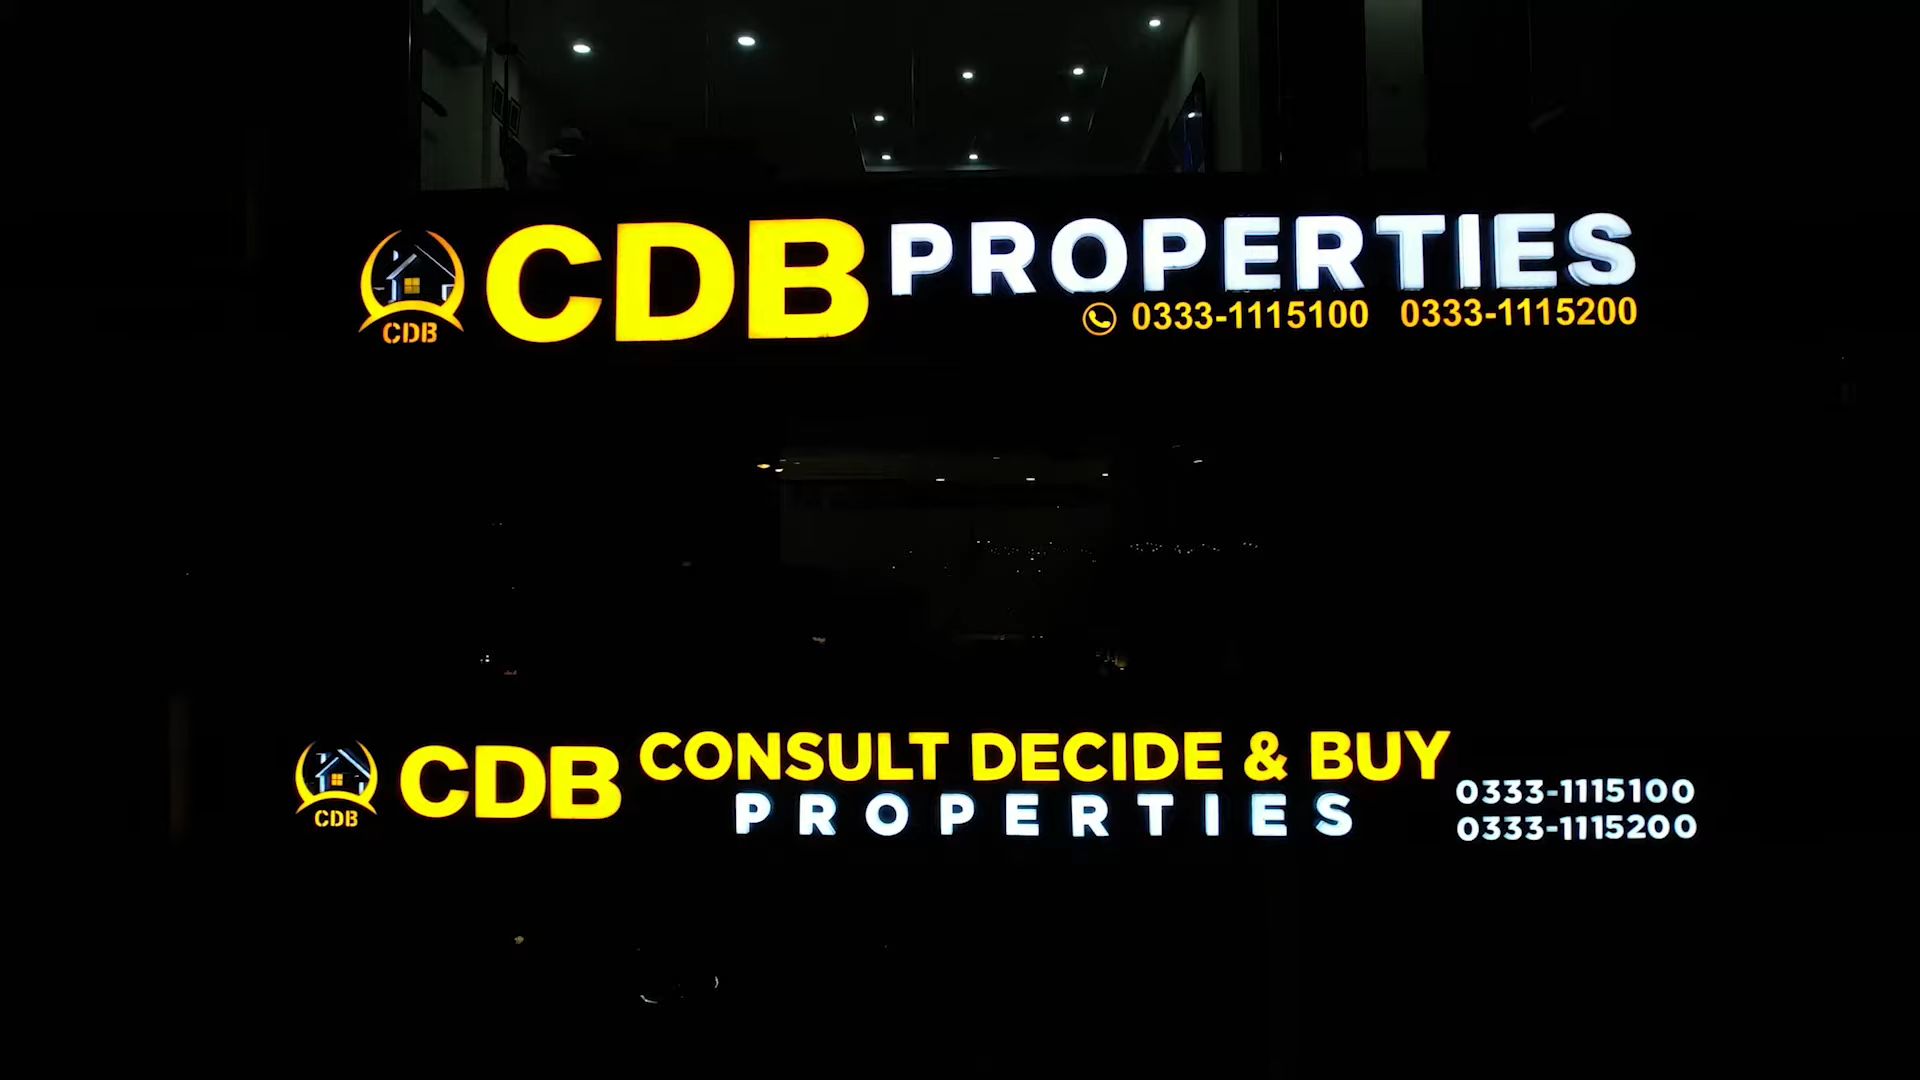 CDB PROPERTIES
CDB
0333-1115100 0333-1115200
CDB CONSULT DECIDE & BUY
PROPERTIES
CDB
0333-1115100
0333-1115200